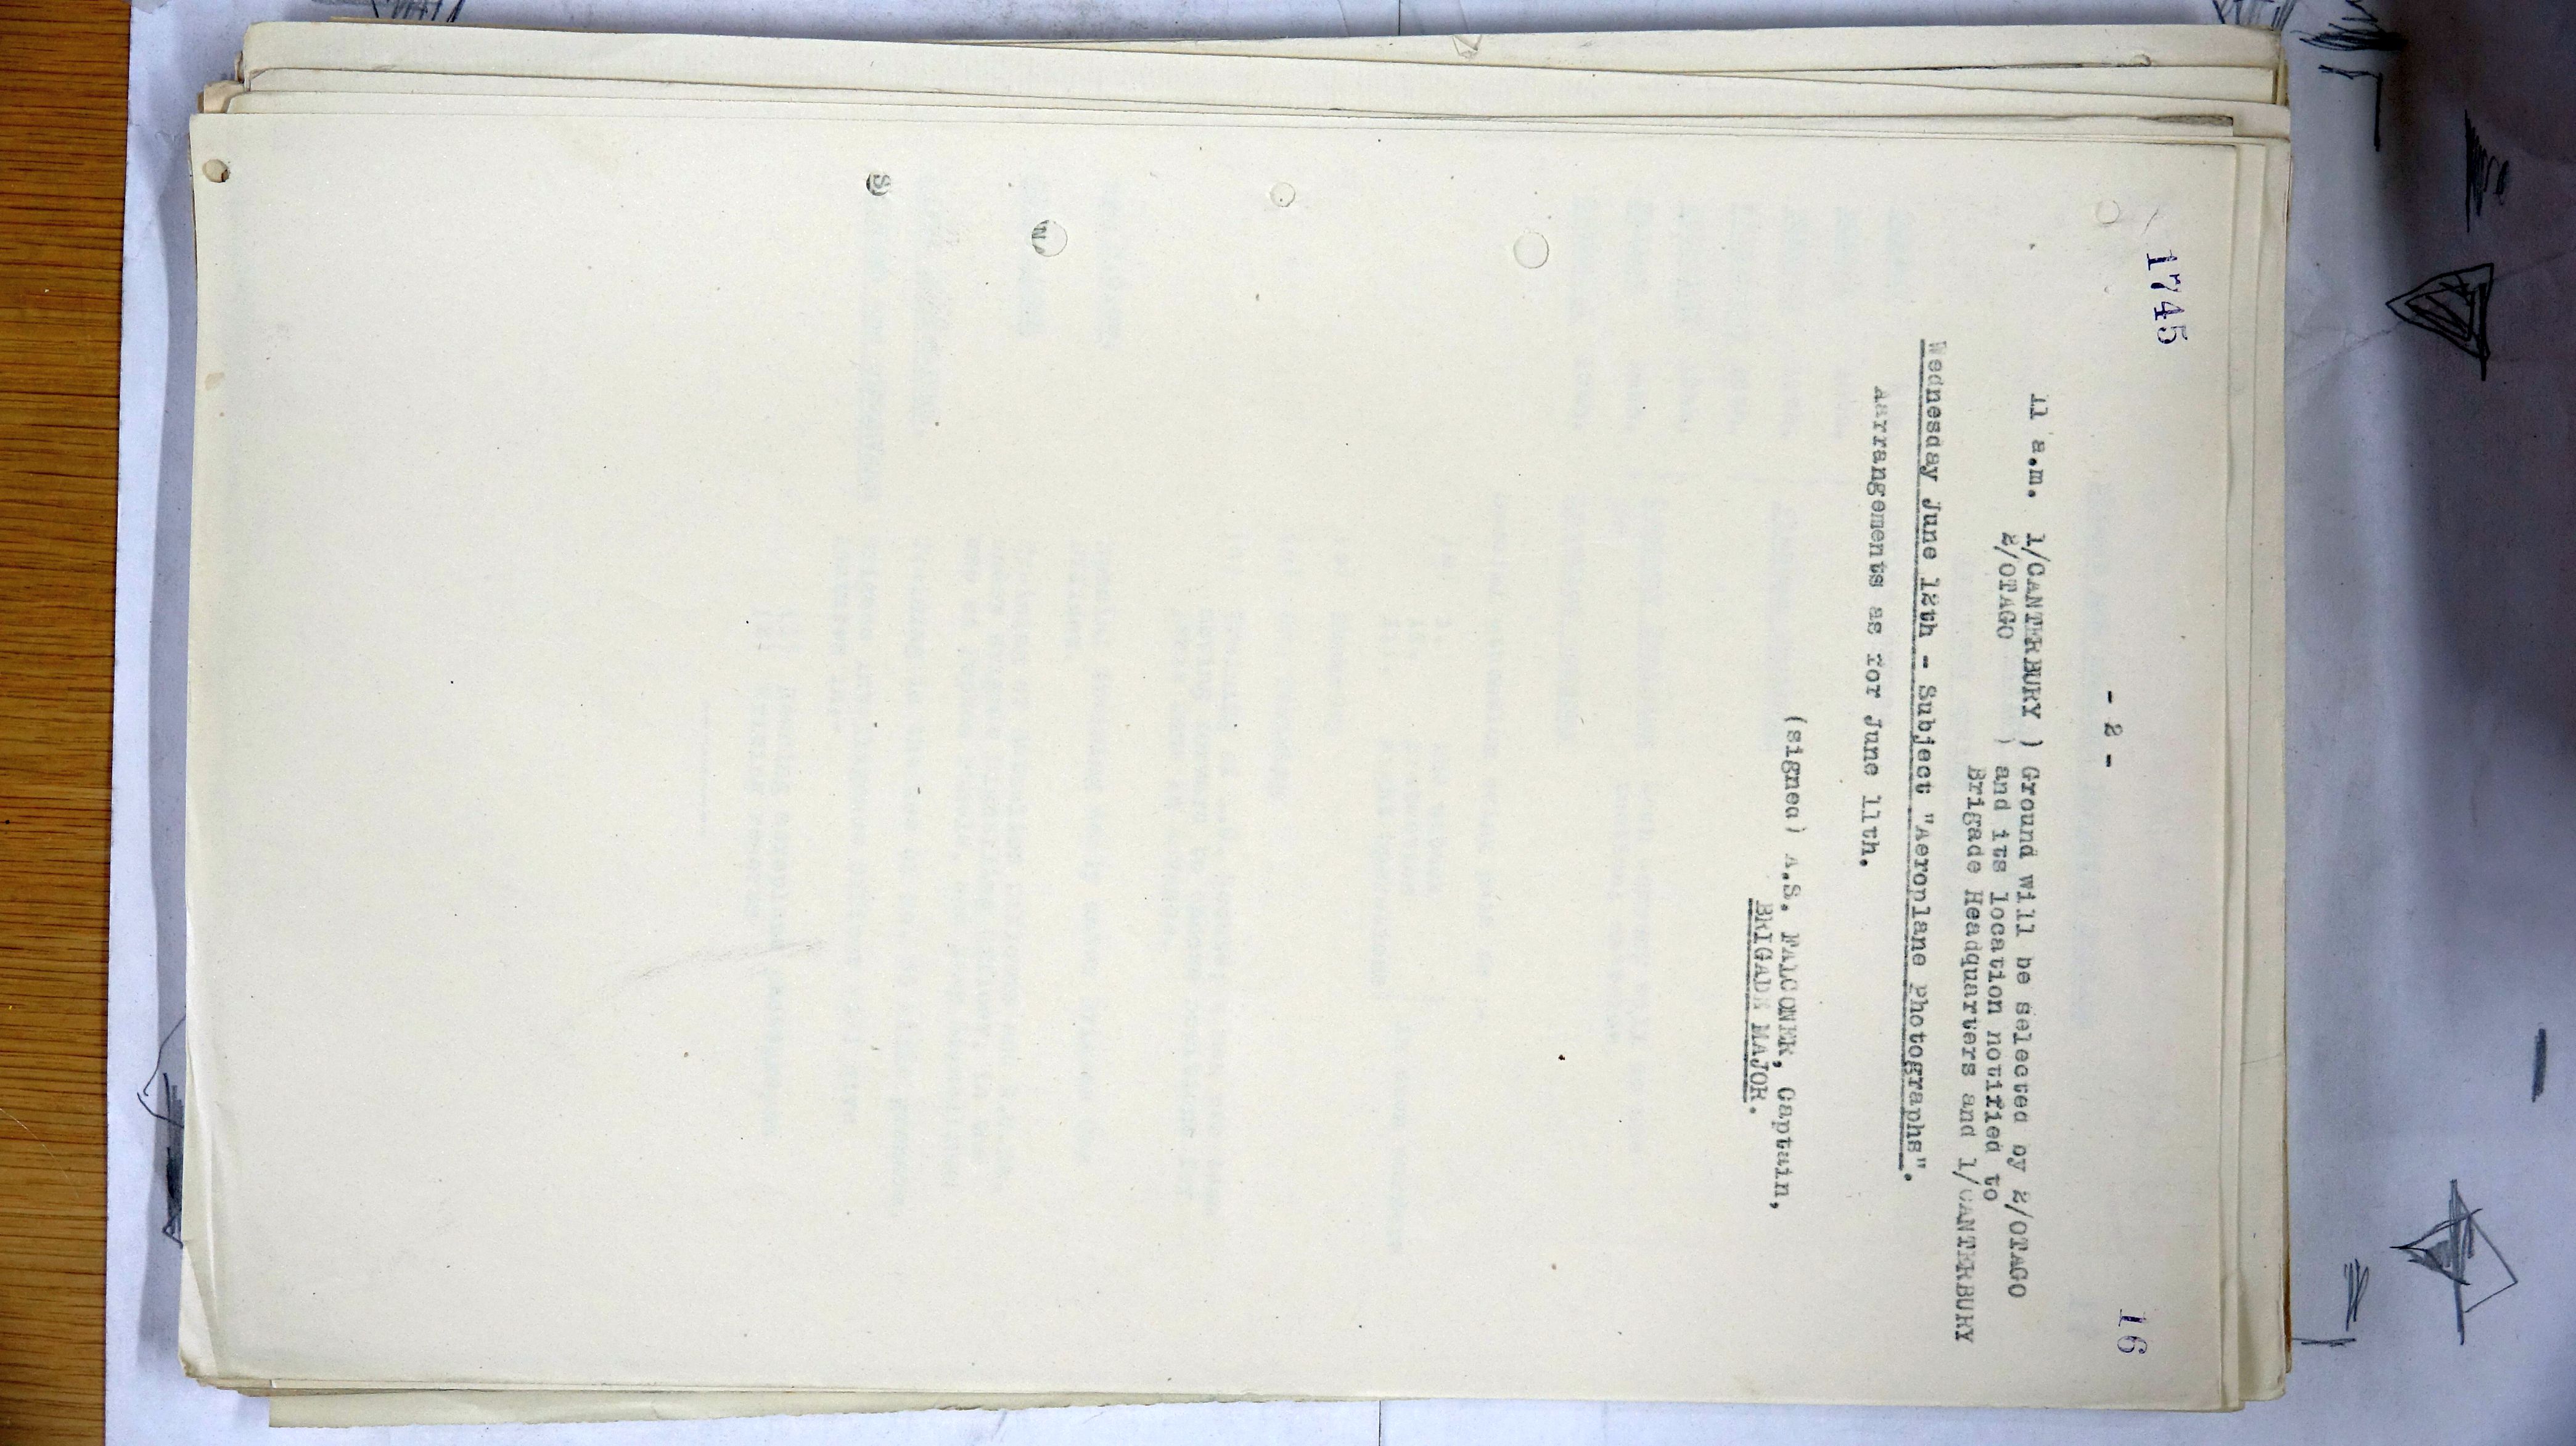 1745
16
- 2 -
11 a.m. 1/CANTERBURY ) Ground will be selected by 2/OTAGO
2/OTAGO ) and its location notified to
Brigade Headquarters and 1/CANTERBURY
Wednesday June 12th - Subject "Aeroplane Photographs".
Aarrangements as for June 11th.
(signed) A.S. FALCONER, Captain,
BRIGADE MAJOR.